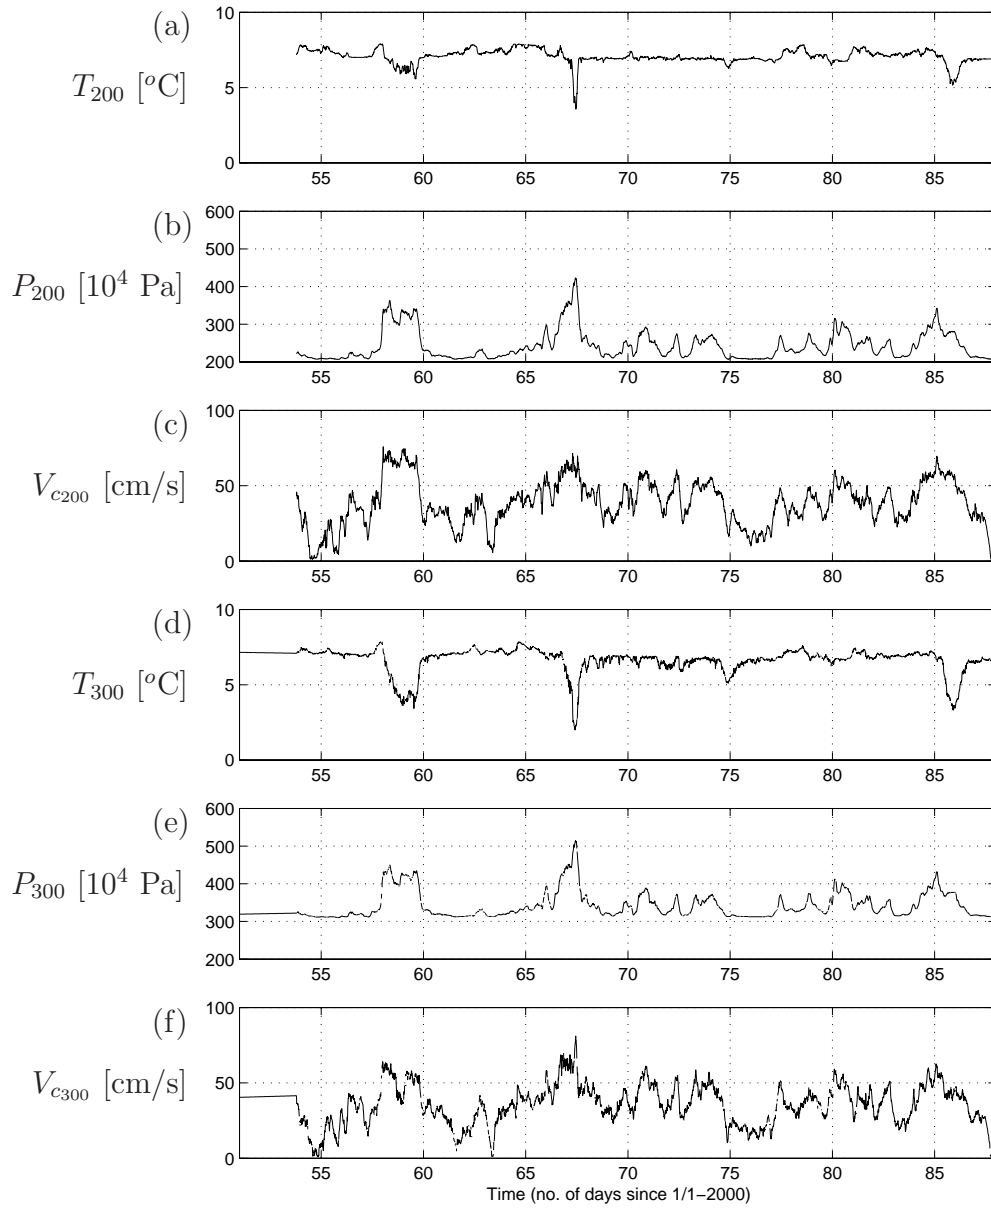 (a)
T200 [oC]
10
5
0
55 60 65 70 75 80 85
(b)
P200 [10^4 Pa]
600
500
400
300
200
55 60 65 70 75 80 85
(c)
Vc200 [cm/s]
100
50
0
55 60 65 70 75 80 85
(d)
T300 [oC]
10
5
0
55 60 65 70 75 80 85
(e)
P300 [10^4 Pa]
600
500
400
300
200
55 60 65 70 75 80 85
(f)
Vc300 [cm/s]
100
50
0
55 60 65 70 75 80 85
Time (no. of days since 1/1−2000)